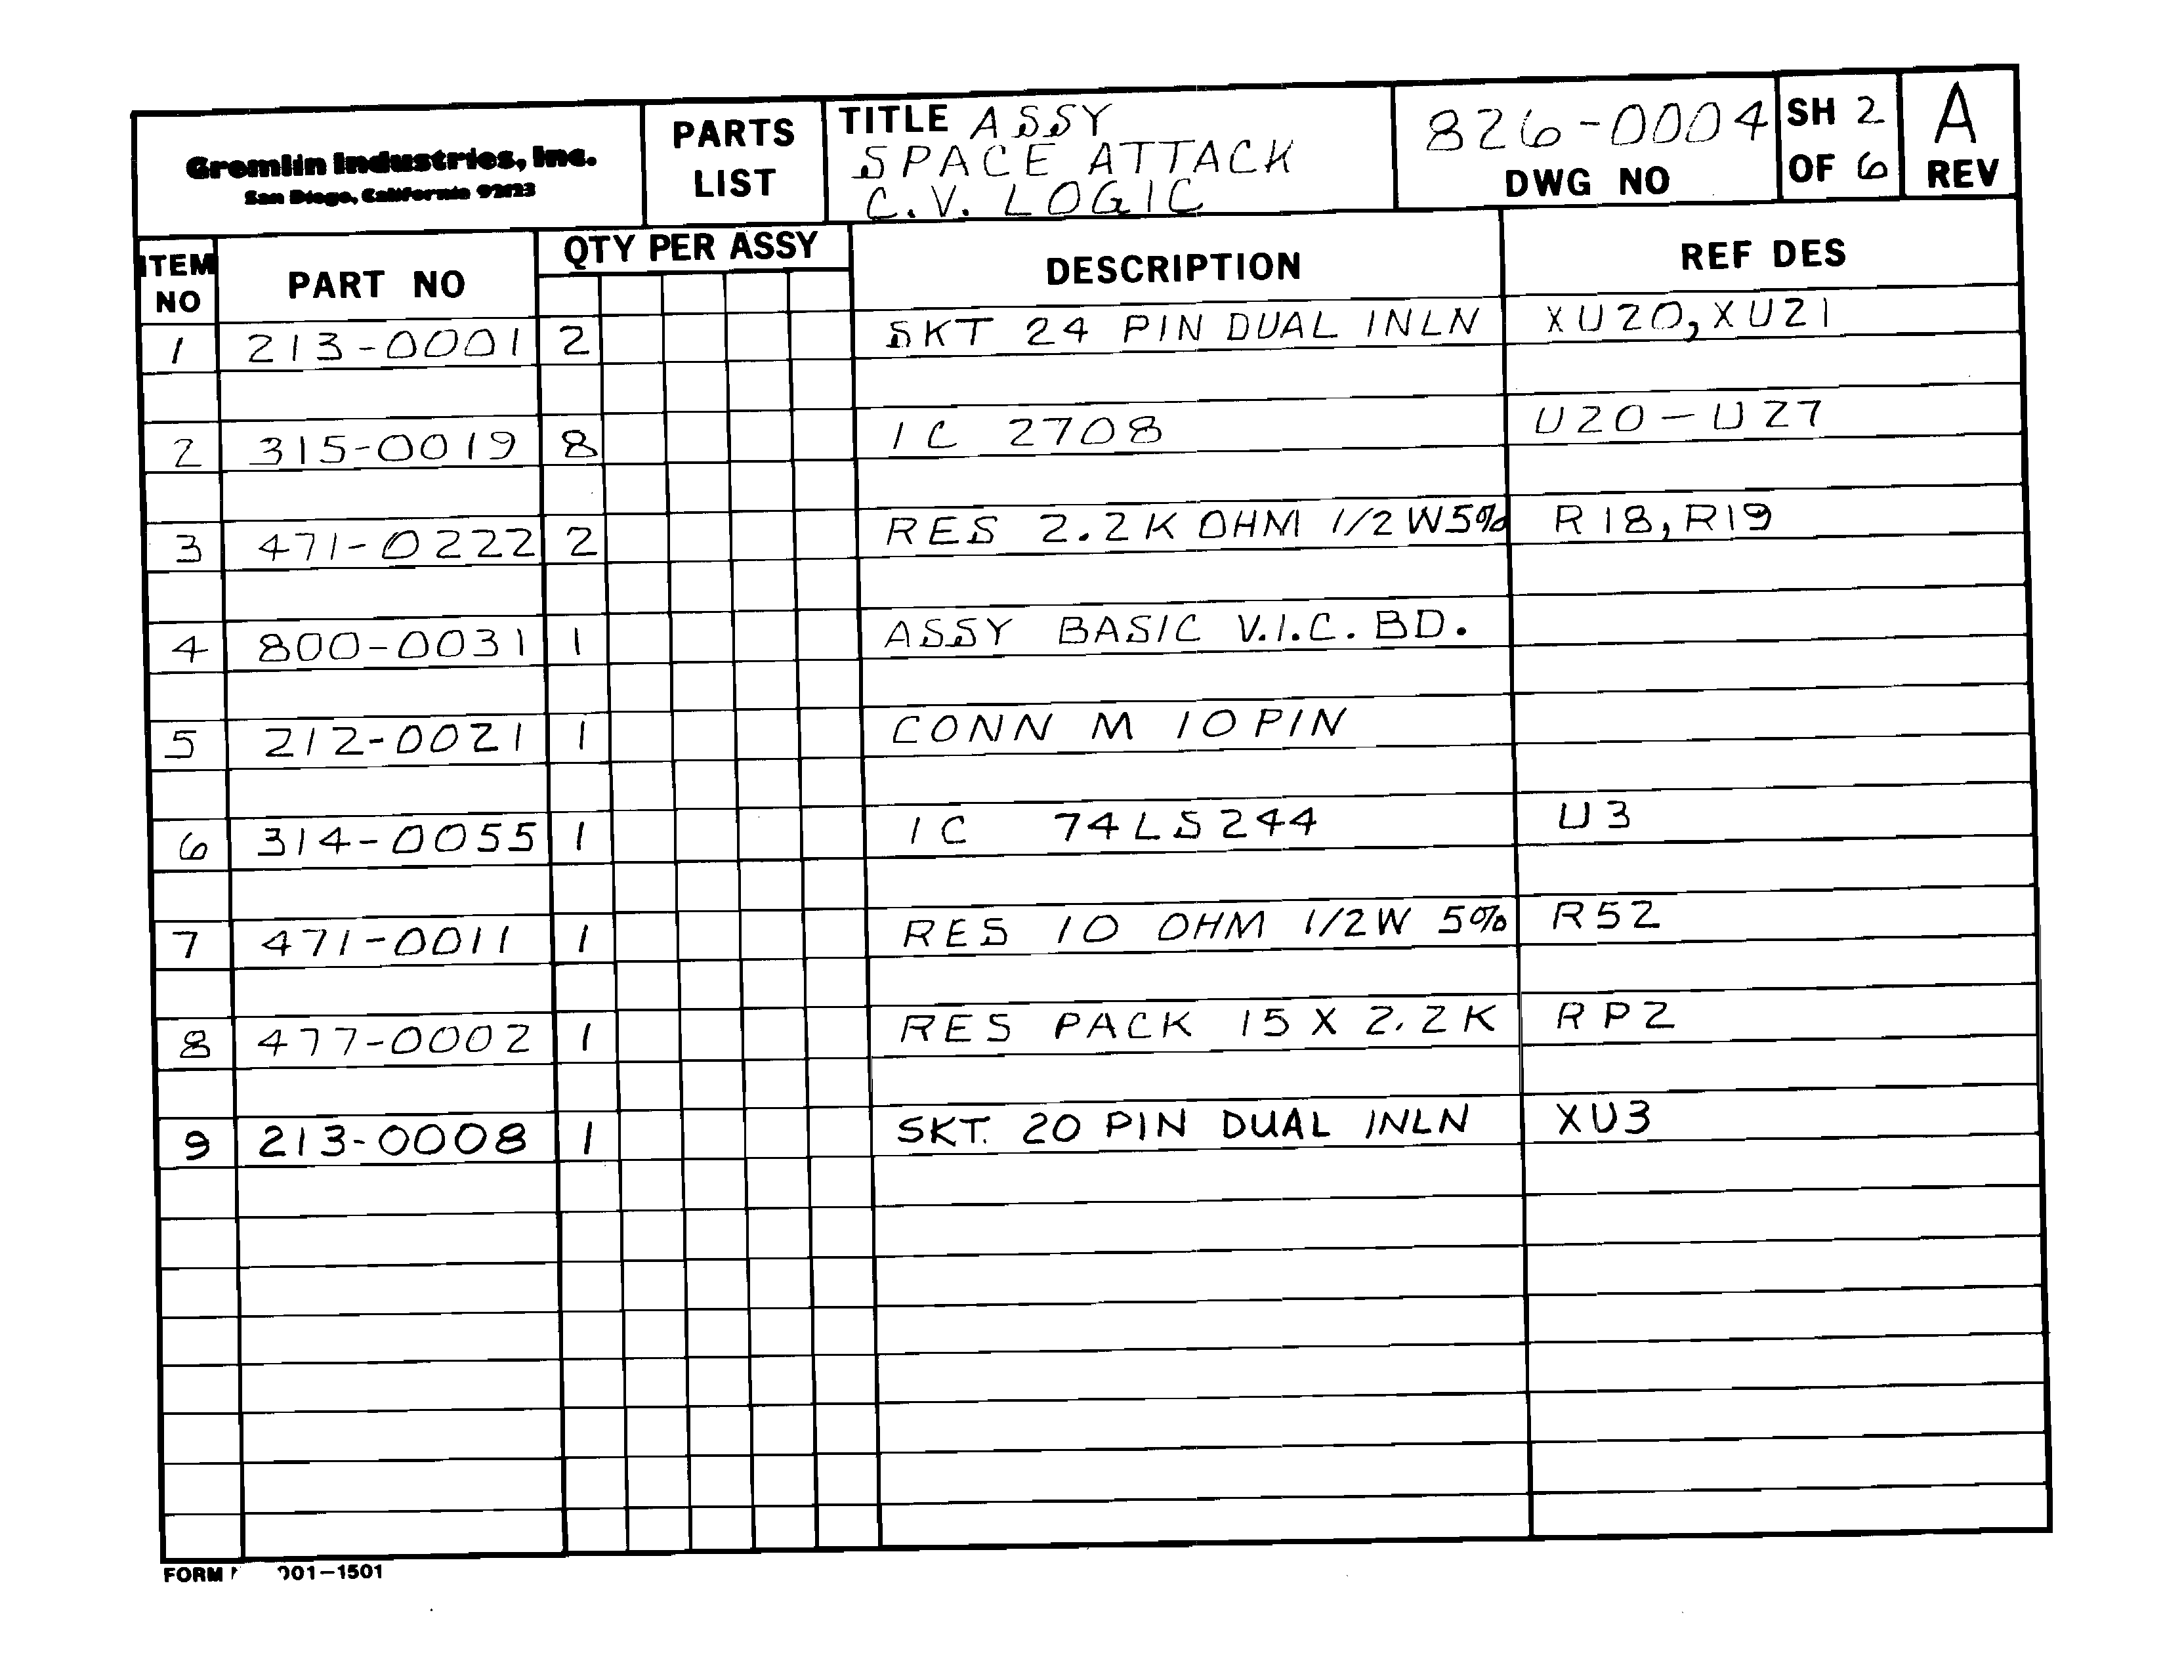 Gremlin Industries, Inc.
San Diego, California 92123
PARTS LIST
TITLE ASSY
SPACE ATTACK
C.V. LOGIC
826-0004
DWG NO
SH 2
OF 6
A
REV
ITEM NO
PART NO
QTY PER ASSY
DESCRIPTION
REF DES
1 213-0001 2 SKT 24 PIN DUAL INLN XU20, XU21
2 315-0019 8 IC 2708 U20-U27
3 471-0222 2 RES 2.2K OHM 1/2W5% R18, R19
4 800-0031 1 ASSY BASIC V.I.C. BD.
5 212-0021 1 CONN M 10PIN
6 314-0055 1 IC 74LS244 U3
7 471-0011 1 RES 10 OHM 1/2W 5% R52
8 477-0002 1 RES PACK 15 X 2.2K RP2
9 213-0008 1 SKT. 20 PIN DUAL INLN XU3
FORM 001-1501